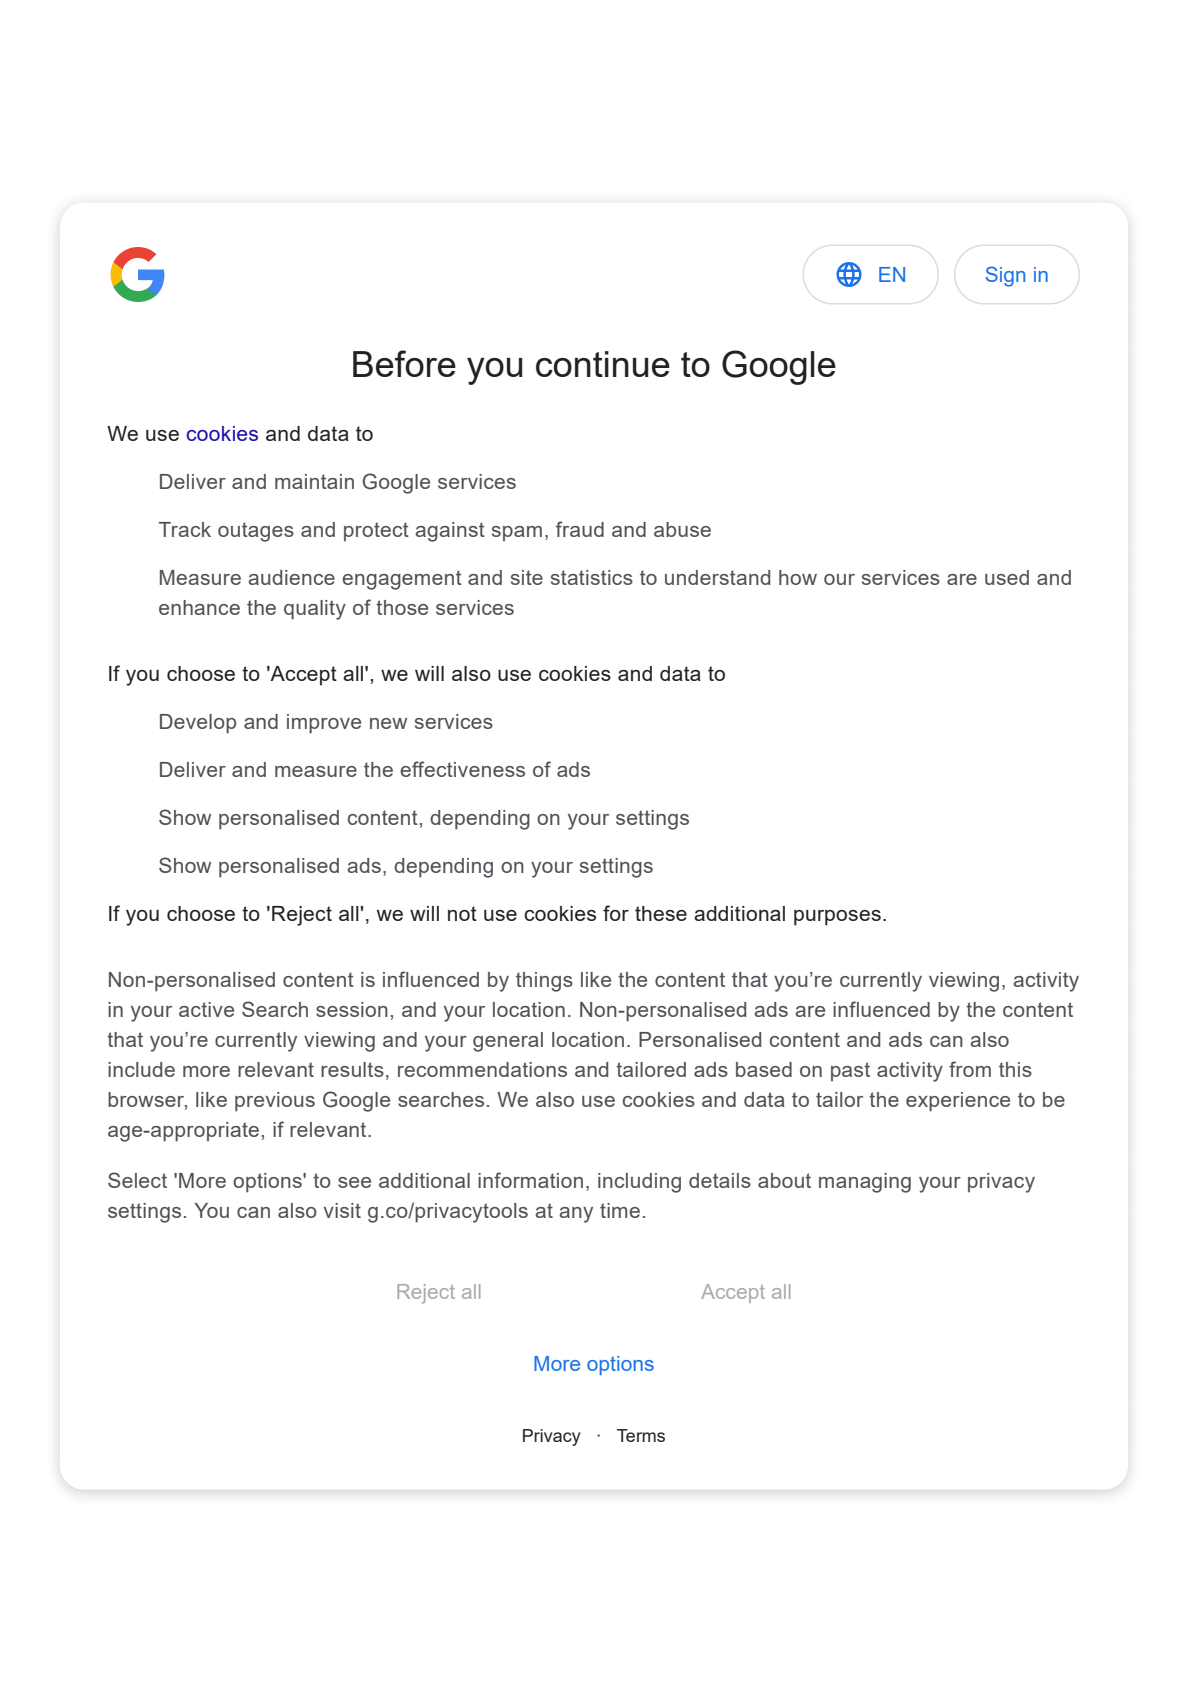 EN
Sign in
Before you continue to Google
We use cookies and data to
Deliver and maintain Google services
Track outages and protect against spam, fraud and abuse
Measure audience engagement and site statistics to understand how our services are used and
enhance the quality of those services
If you choose to 'Accept all', we will also use cookies and data to
Develop and improve new services
Deliver and measure the effectiveness of ads
Show personalised content, depending on your settings
Show personalised ads, depending on your settings
If you choose to 'Reject all', we will not use cookies for these additional purposes.
Non-personalised content is influenced by things like the content that you’re currently viewing, activity
in your active Search session, and your location. Non-personalised ads are influenced by the content
that you’re currently viewing and your general location. Personalised content and ads can also
include more relevant results, recommendations and tailored ads based on past activity from this
browser, like previous Google searches. We also use cookies and data to tailor the experience to be
age-appropriate, if relevant.
Select 'More options' to see additional information, including details about managing your privacy
settings. You can also visit g.co/privacytools at any time.
Reject all
Accept all
More options
Privacy · Terms